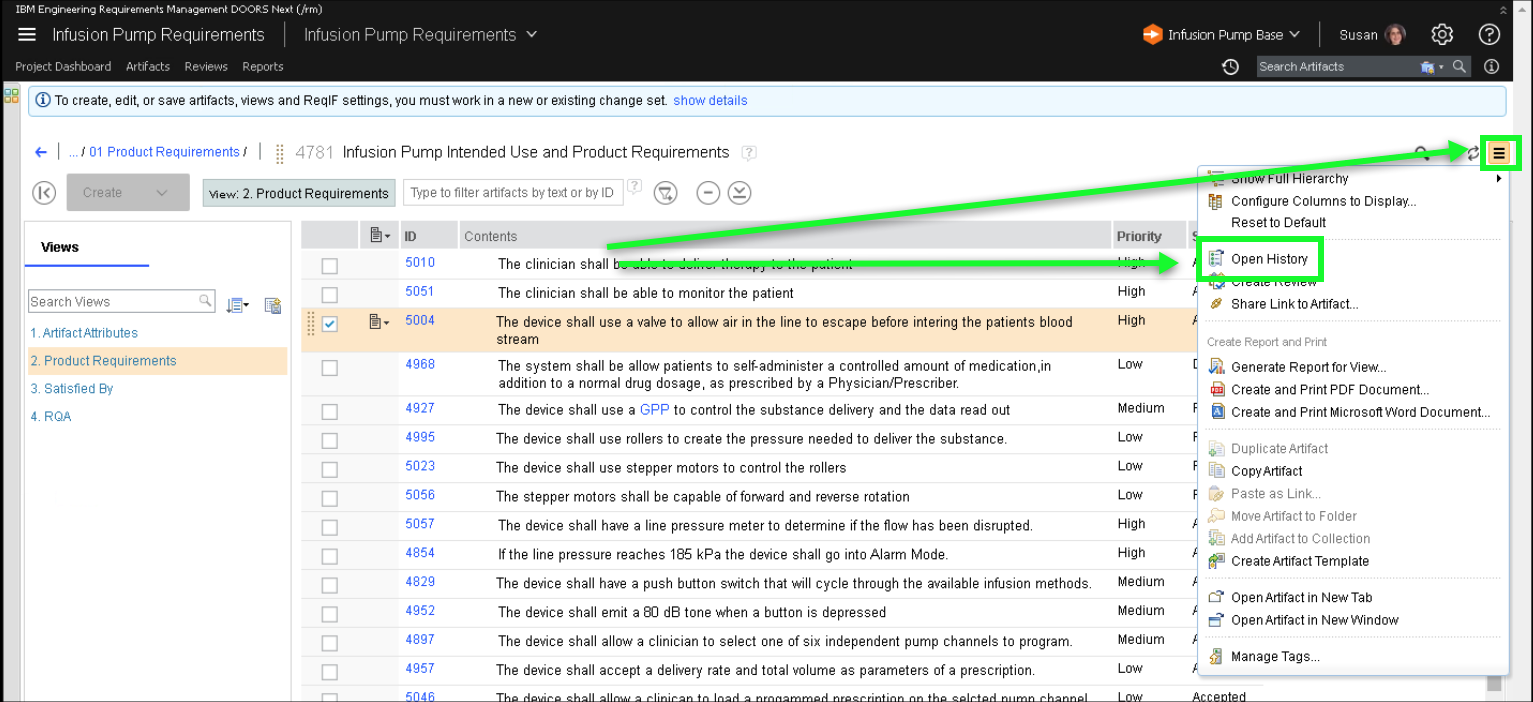 IBM Engineering Requirements Management DOORS Next (/rm)
Infusion Pump Requirements
Infusion Pump Requirements
Infusion Pump Base
Susan
Project Dashboard Artifacts Reviews Reports
Search Artifacts
To create, edit, or save artifacts, views and ReqIF settings, you must work in a new or existing change set. show details
... / 01 Product Requirements /
4781 Infusion Pump Intended Use and Product Requirements
Create
View: 2. Product Requirements
Type to filter artifacts by text or by ID
Views
Search Views
1. Artifact Attributes
2. Product Requirements
3. Satisfied By
4. RQA
ID Contents Priority S
5010 The clinician shall be able to deliver therapy to the patient High A
5051 The clinician shall be able to monitor the patient High A
5004 The device shall use a valve to allow air in the line to escape before intering the patients blood High A
stream
4968 The system shall be allow patients to self-administer a controlled amount of medication,in Low D
addition to a normal drug dosage, as prescribed by a Physician/Prescriber.
4927 The device shall use a GPP to control the substance delivery and the data read out Medium F
4995 The device shall use rollers to create the pressure needed to deliver the substance. Low F
5023 The device shall use stepper motors to control the rollers Low F
5056 The stepper motors shall be capable of forward and reverse rotation Low F
5057 The device shall have a line pressure meter to determine if the flow has been disrupted. High A
4854 If the line pressure reaches 185 kPa the device shall go into Alarm Mode. High A
4829 The device shall have a push button switch that will cycle through the available infusion methods. Medium A
4952 The device shall emit a 80 dB tone when a button is depressed Medium A
4897 The device shall allow a clinician to select one of six independent pump channels to program. Medium A
4957 The device shall accept a delivery rate and total volume as parameters of a prescription. Low A
5046 The device shall allow a clinican to load a progammed prescription on the selcted pump channel Low Accepted
Show Full Hierarchy
Configure Columns to Display...
Reset to Default
Open History
Create Review
Share Link to Artifact...
Create Report and Print
Generate Report for View...
Create and Print PDF Document...
Create and Print Microsoft Word Document...
Duplicate Artifact
Copy Artifact
Paste as Link...
Move Artifact to Folder
Add Artifact to Collection
Create Artifact Template
Open Artifact in New Tab
Open Artifact in New Window
Manage Tags...